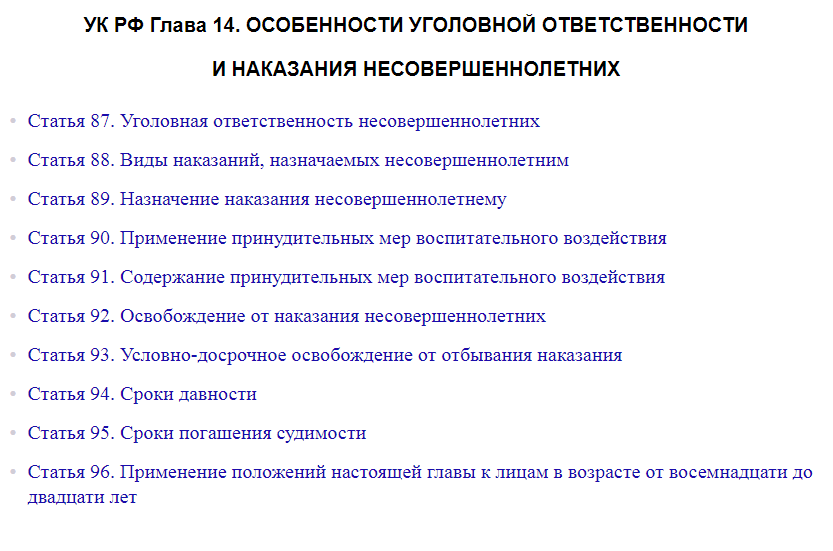 УК РФ Глава 14. ОСОБЕННОСТИ УГОЛОВНОЙ ОТВЕТСТВЕННОСТИ
И НАКАЗАНИЯ НЕСОВЕРШЕННОЛЕТНИХ
Статья 87. Уголовная ответственность несовершеннолетних
Статья 88. Виды наказаний, назначаемых несовершеннолетним
Статья 89. Назначение наказания несовершеннолетнему
Статья 90. Применение принудительных мер воспитательного воздействия
Статья 91. Содержание принудительных мер воспитательного воздействия
Статья 92. Освобождение от наказания несовершеннолетних
Статья 93. Условно-досрочное освобождение от отбывания наказания
Статья 94. Сроки давности
Статья 95. Сроки погашения судимости
Статья 96. Применение положений настоящей главы к лицам в возрасте от восемнадцати до
двадцати лет